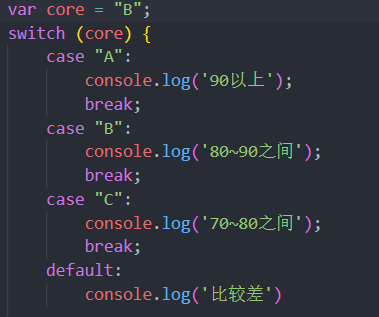 var core = "B";
switch (core) {
    case "A":
        console.log('90以上');
        break;
    case "B":
        console.log('80~90之间');
        break;
    case "C":
        console.log('70~80之间');
        break;
    default:
        console.log('比较差')